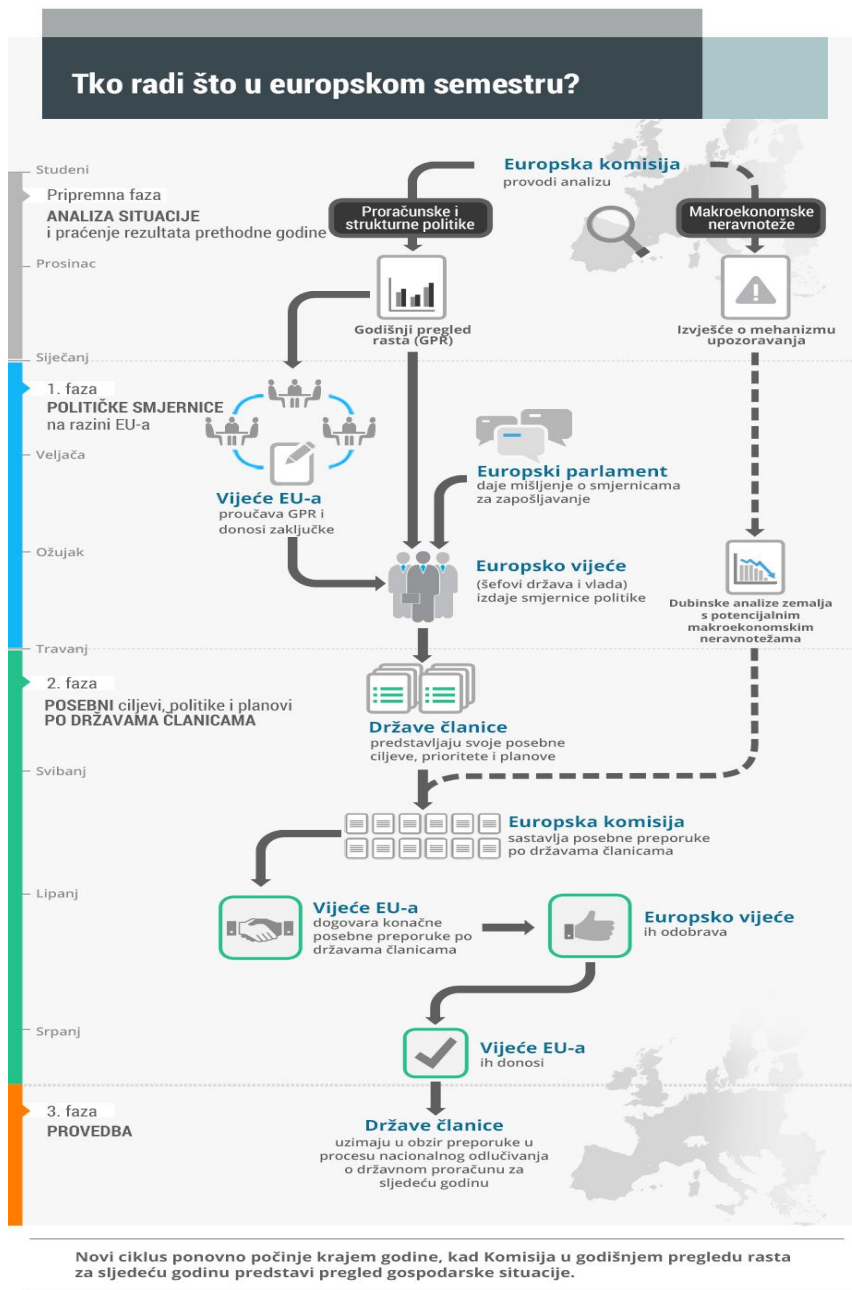 Tko radi što u europskom semestru?
Studeni
Pripremna faza
ANALIZA SITUACIJE
i praćenje rezultata prethodne godine
Prosinac
Siječanj
Europska komisija
provodi analizu
Proračunske i
strukturne politike
Makroekonomske
neravnoteže
Godišnji pregled
rasta (GPR)
Izvješće o mehanizmu
upozoravanja
1. faza
POLITIČKE SMJERNICE
na razini EU-a
Veljača
Ožujak
Travanj
Vijeće EU-a
proučava GPR i
donosi zaključke
Europski parlament
daje mišljenje o smjernicama
za zapošljavanje
Europsko vijeće
(šefovi država i vlada)
izdaje smjernice politike
Dubinske analize zemalja
s potencijalnim
makroekonomskim
neravnotežama
2. faza
POSEBNI ciljevi, politike i planovi
PO DRŽAVAMA ČLANICAMA
Svibanj
Lipanj
Srpanj
Države članice
predstavljaju svoje posebne
ciljeve, prioritete i planove
Europska komisija
sastavlja posebne preporuke
po državama članicama
Vijeće EU-a
dogovara konačne
posebne preporuke po
državama članicama
Europsko vijeće
ih odobrava
Vijeće EU-a
ih donosi
3. faza
PROVEDBA
Države članice
uzimaju u obzir preporuke u
procesu nacionalnog odlučivanja
o državnom proračunu za
sljedeću godinu
Novi ciklus ponovno počinje krajem godine, kad Komisija u godišnjem pregledu rasta
za sljedeću godinu predstavi pregled gospodarske situacije.